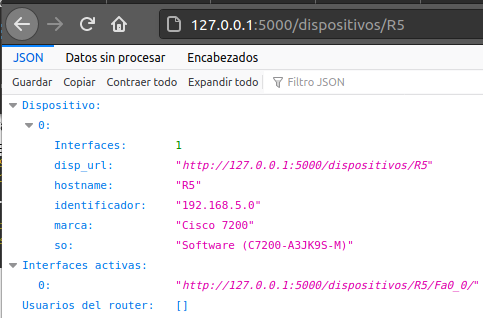 127.0.0.1:5000/dispositivos/R5
JSON Datos sin procesar Encabezados
Guardar Copiar Contraer todo Expandir todo Filtro JSON
Dispositivo:
0:
Interfaces: 1
disp_url: "http://127.0.0.1:5000/dispositivos/R5"
hostname: "R5"
identificador: "192.168.5.0"
marca: "Cisco 7200"
so: "Software (C7200-A3JK9S-M)"
Interfaces activas:
0: "http://127.0.0.1:5000/dispositivos/R5/Fa0_0/"
Usuarios del router: []